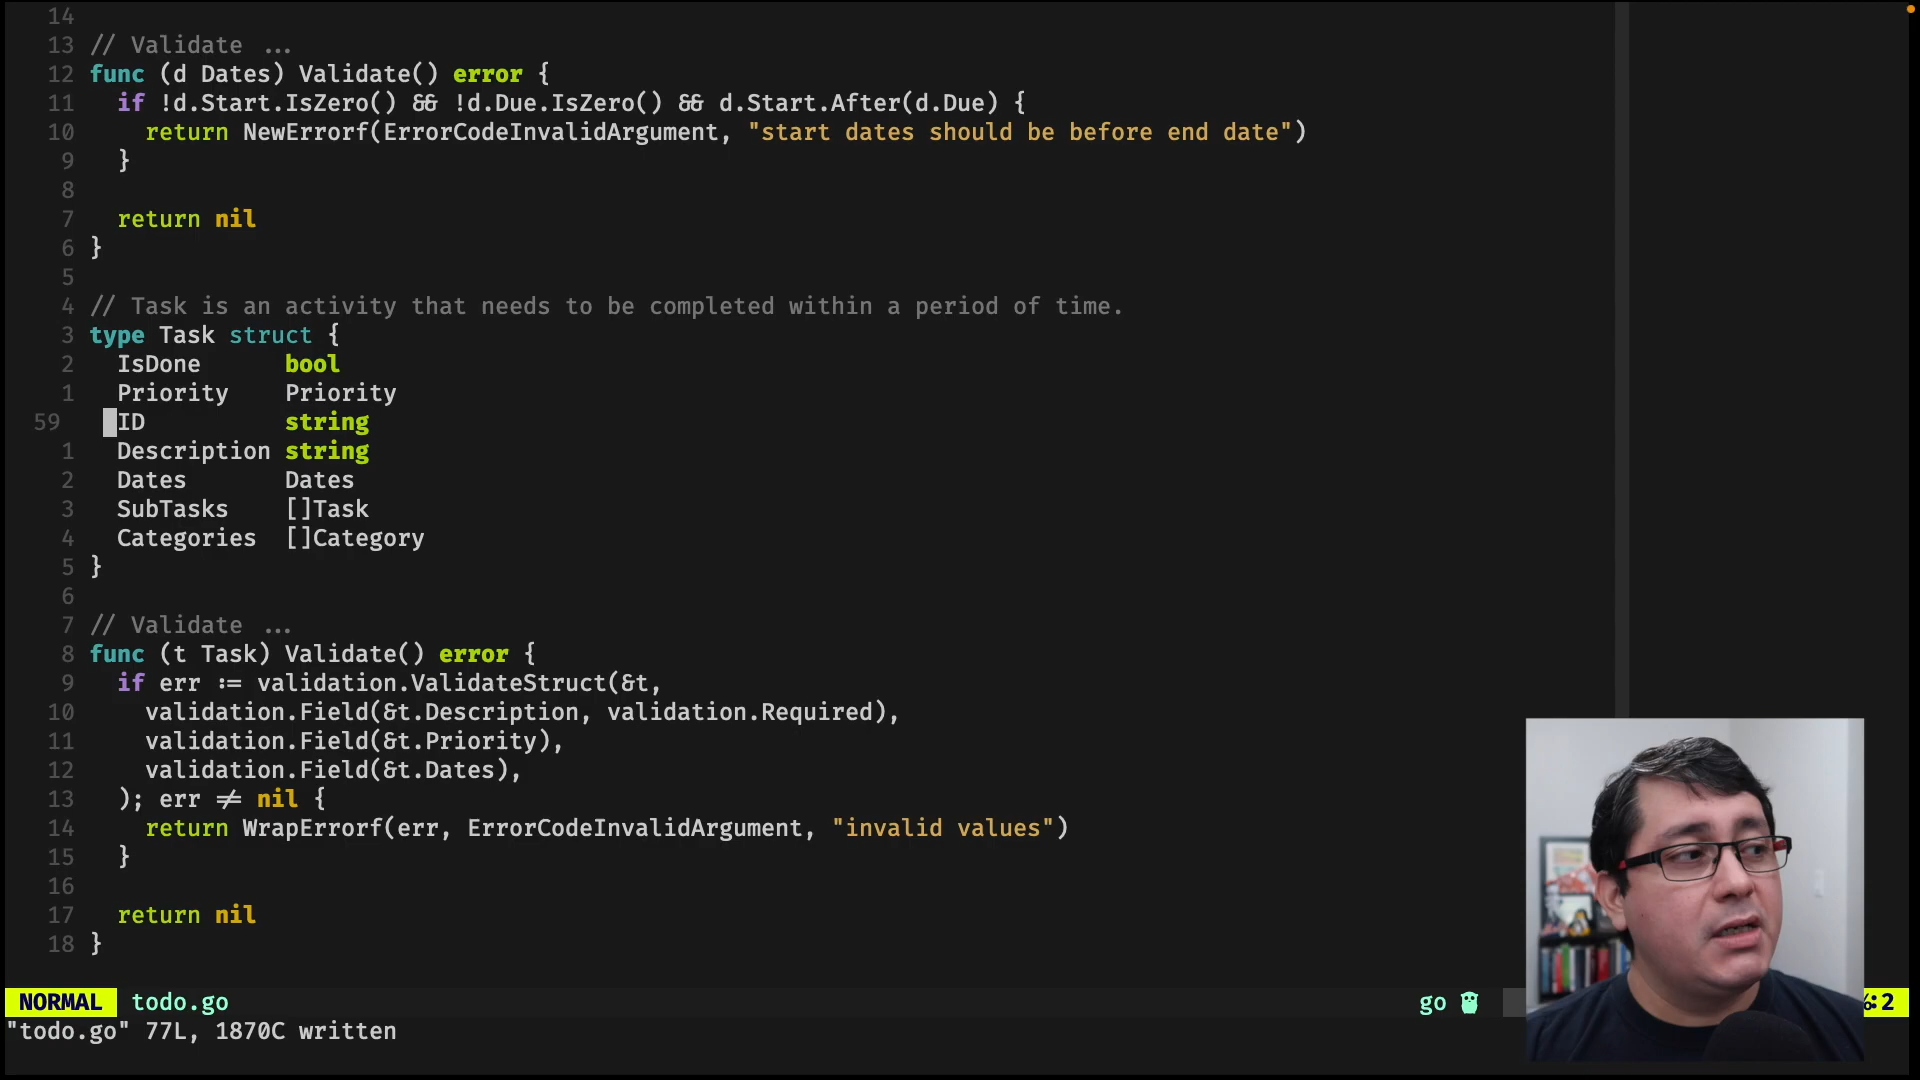 14
13 // Validate ...
12 func (d Dates) Validate() error {
11 if !d.Start.IsZero() && !d.Due.IsZero() && d.Start.After(d.Due) {
10 return NewErrorf(ErrorCodeInvalidArgument, "start dates should be before end date")
9 }
8
7 return nil
6 }
5
4 // Task is an activity that needs to be completed within a period of time.
3 type Task struct {
2 IsDone bool
1 Priority Priority
59 ID string
1 Description string
2 Dates Dates
3 SubTasks []Task
4 Categories []Category
5 }
6
7 // Validate ...
8 func (t Task) Validate() error {
9 if err := validation.ValidateStruct(&t,
10 validation.Field(&t.Description, validation.Required),
11 validation.Field(&t.Priority),
12 validation.Field(&t.Dates),
13 ); err ≠ nil {
14 return WrapErrorf(err, ErrorCodeInvalidArgument, "invalid values")
15 }
16
17 return nil
18 }
NORMAL todo.go go :2
"todo.go" 77L, 1870C written